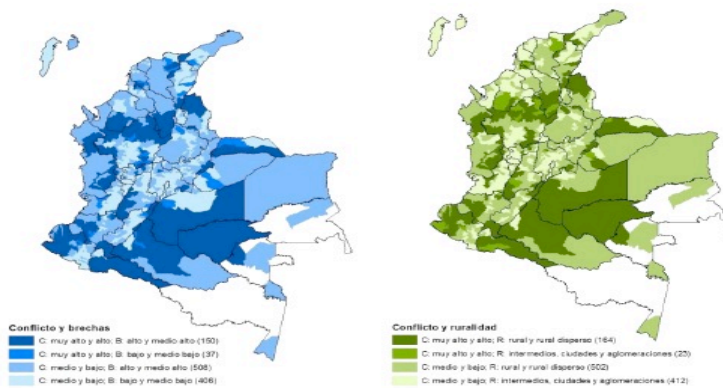 Conflicto y brechas
C: muy alto y alto; B: alto y medio alto (150)
C: muy alto y alto; B: bajo y medio bajo (37)
C: medio y bajo; B: alto y medio alto (508)
C: medio y bajo; B: bajo y medio bajo (406)
Conflicto y ruralidad
C: muy alto y alto; R: rural y rural disperso (164)
C: muy alto y alto; R: intermedios, ciudades y aglomeraciones (23)
C: medio y bajo; R: rural y rural disperso (502)
C: medio y bajo; R: intermedios, ciudades y aglomeraciones (412)